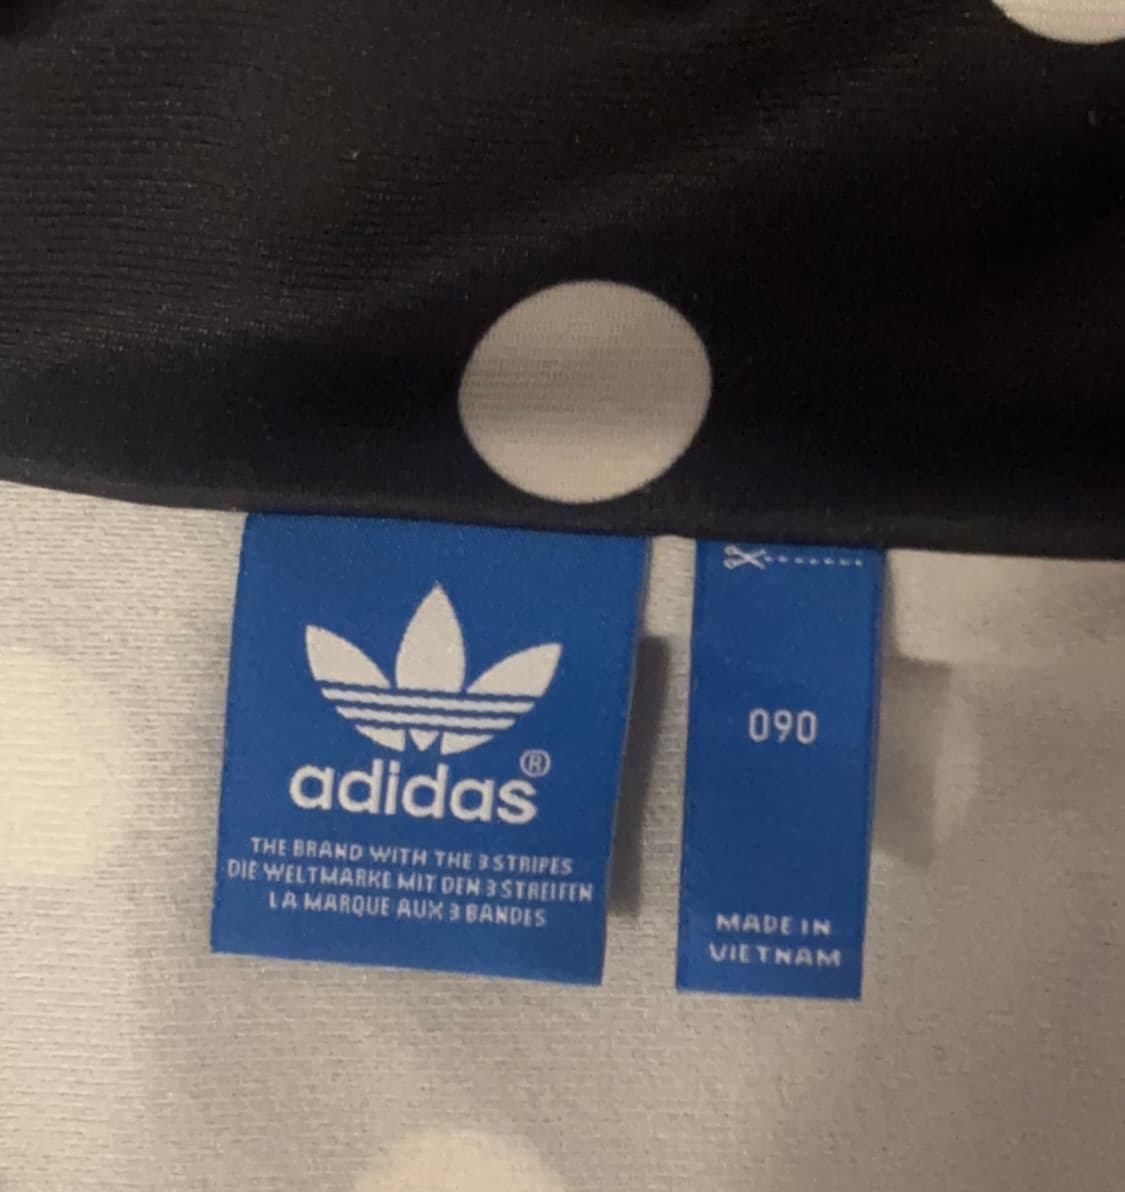 adidas®
THE BRAND WITH THE 3 STRIPES
DIE WELTMARKE MIT DEN 3 STREIFEN
LA MARQUE AUX 3 BANDES
090
MADE IN
VIETNAM